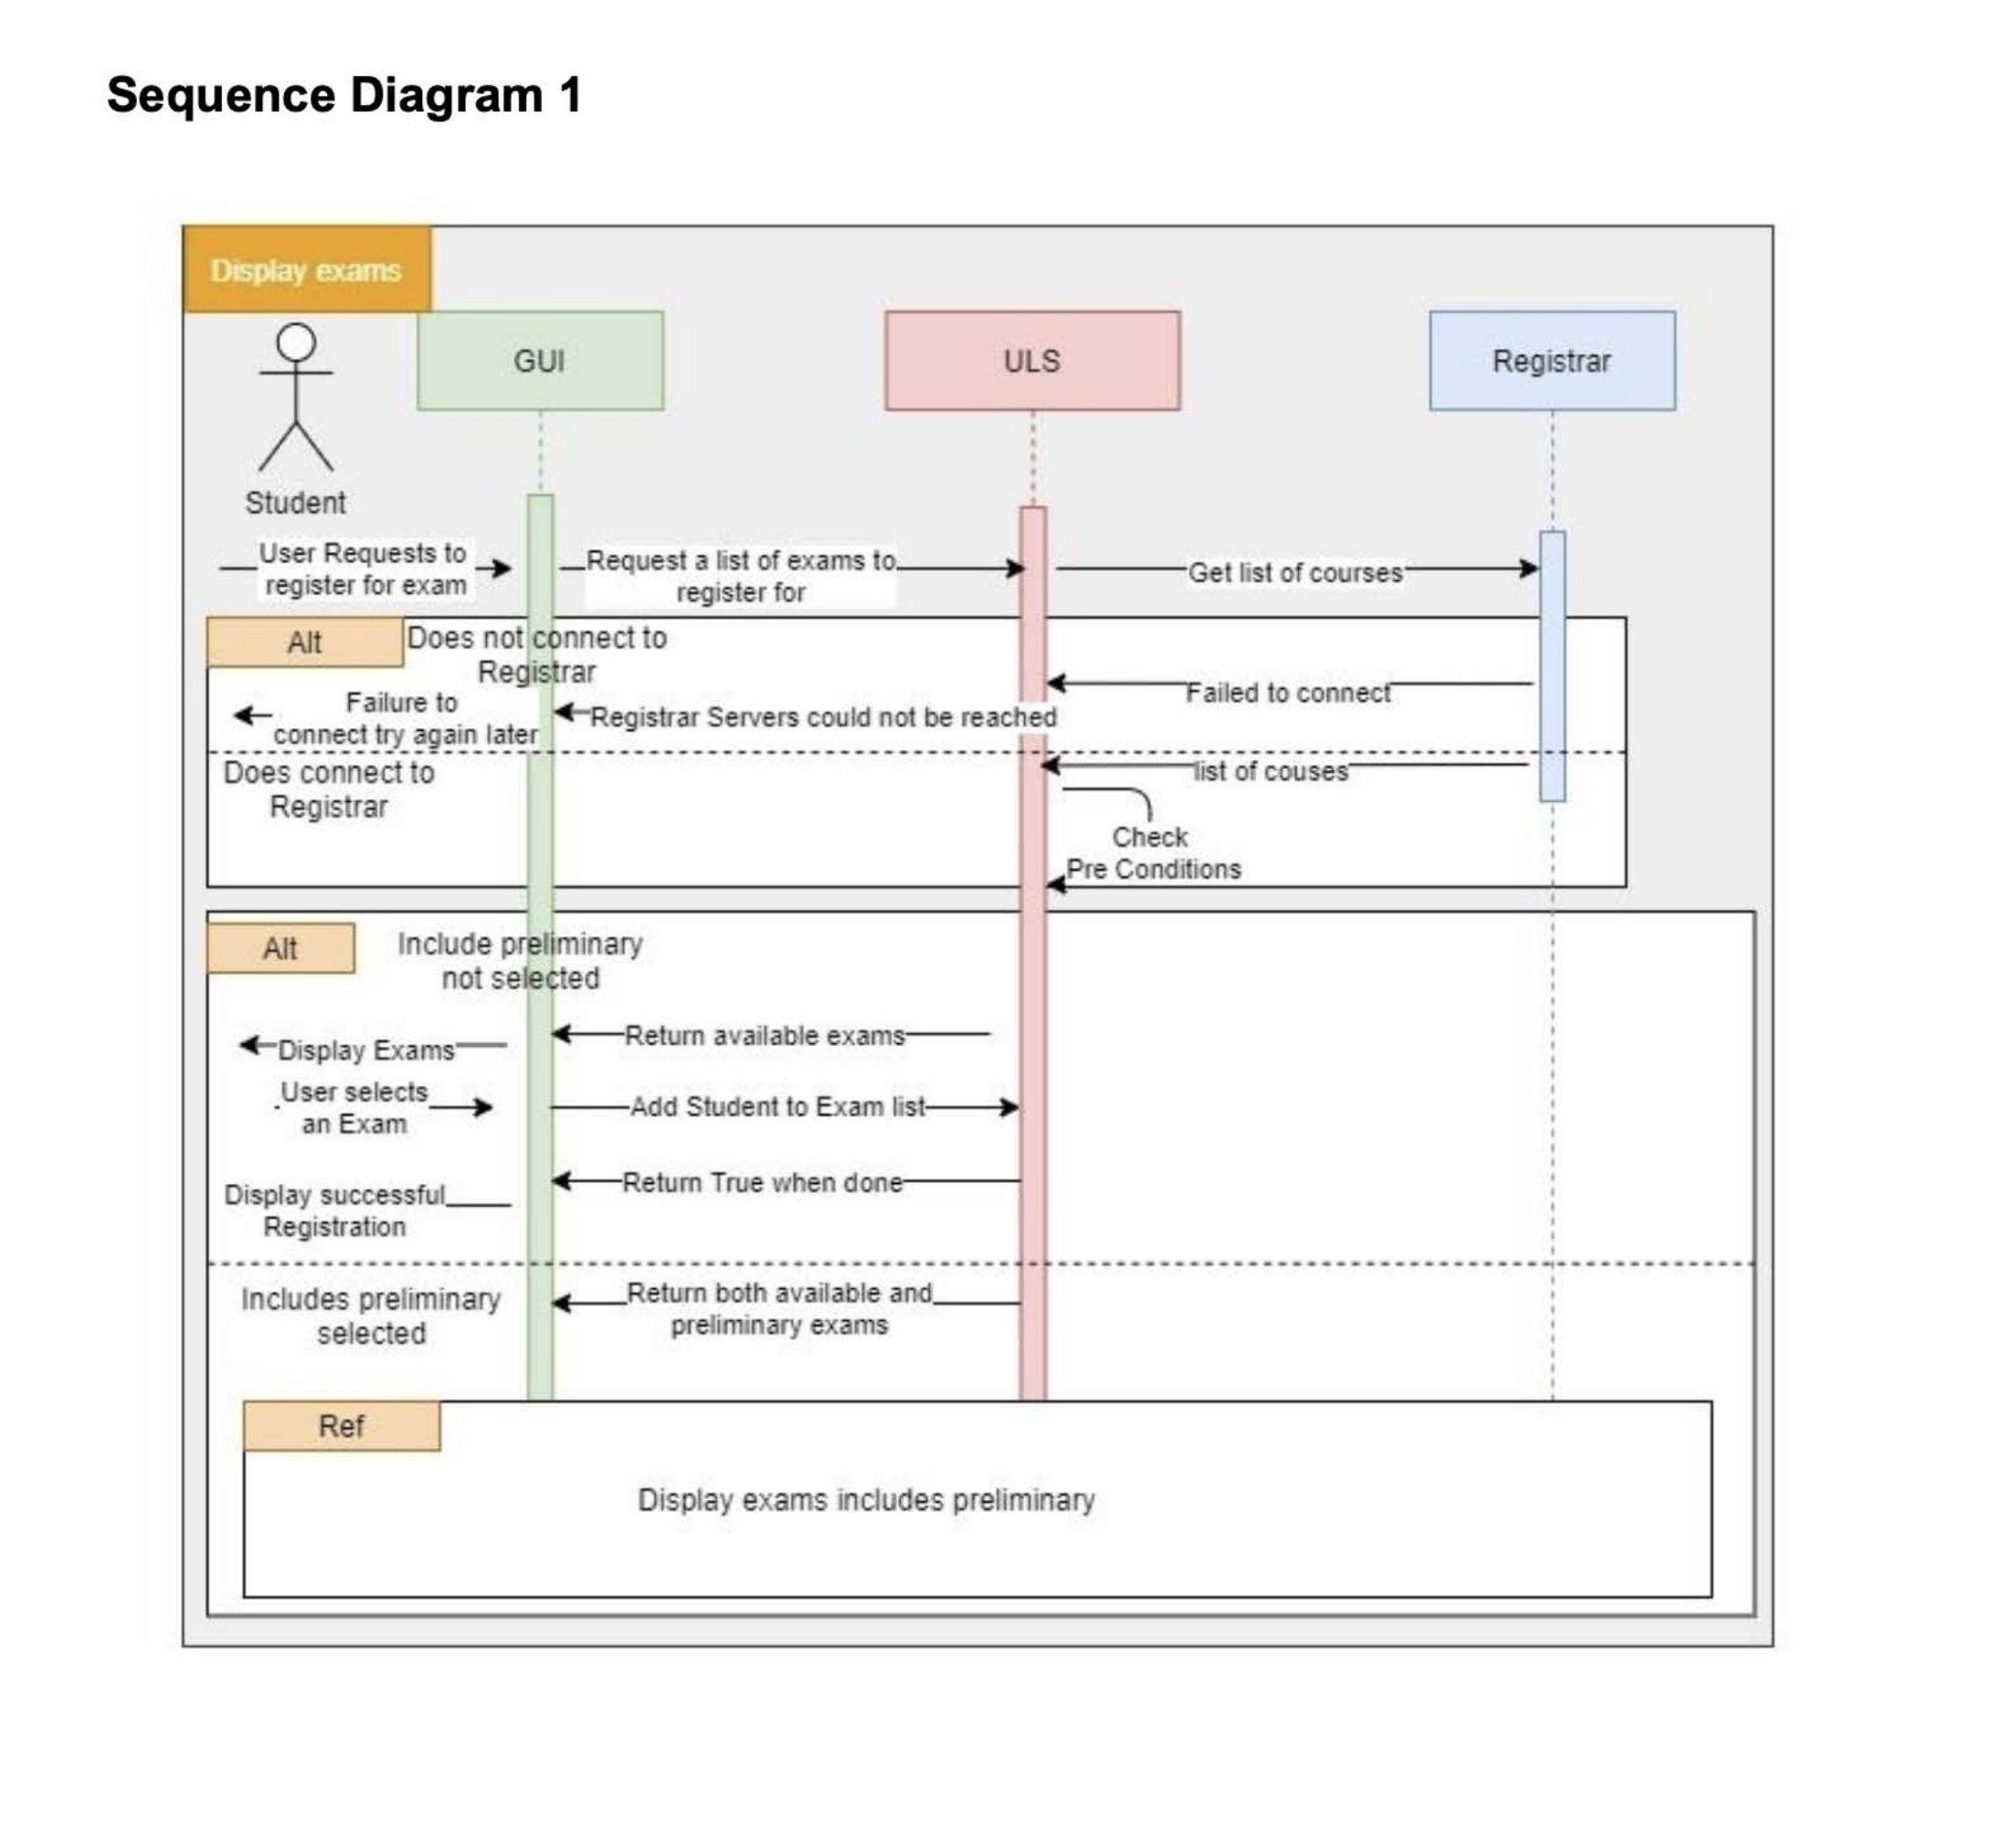 Sequence Diagram 1
Display exams
GUI
ULS
Registrar
Student
User Requests to
register for exam
Request a list of exams to
register for
Get list of courses
Alt
Does not connect to
Registrar
Failed to connect
Failure to
connect try again later
Registrar Servers could not be reached
Does connect to
Registrar
list of couses
Check
Pre Conditions
Alt
Include preliminary
not selected
Return available exams
Display Exams
User selects
an Exam
Add Student to Exam list
Return True when done
Display successful
Registration
Includes preliminary
selected
Return both available and
preliminary exams
Ref
Display exams includes preliminary